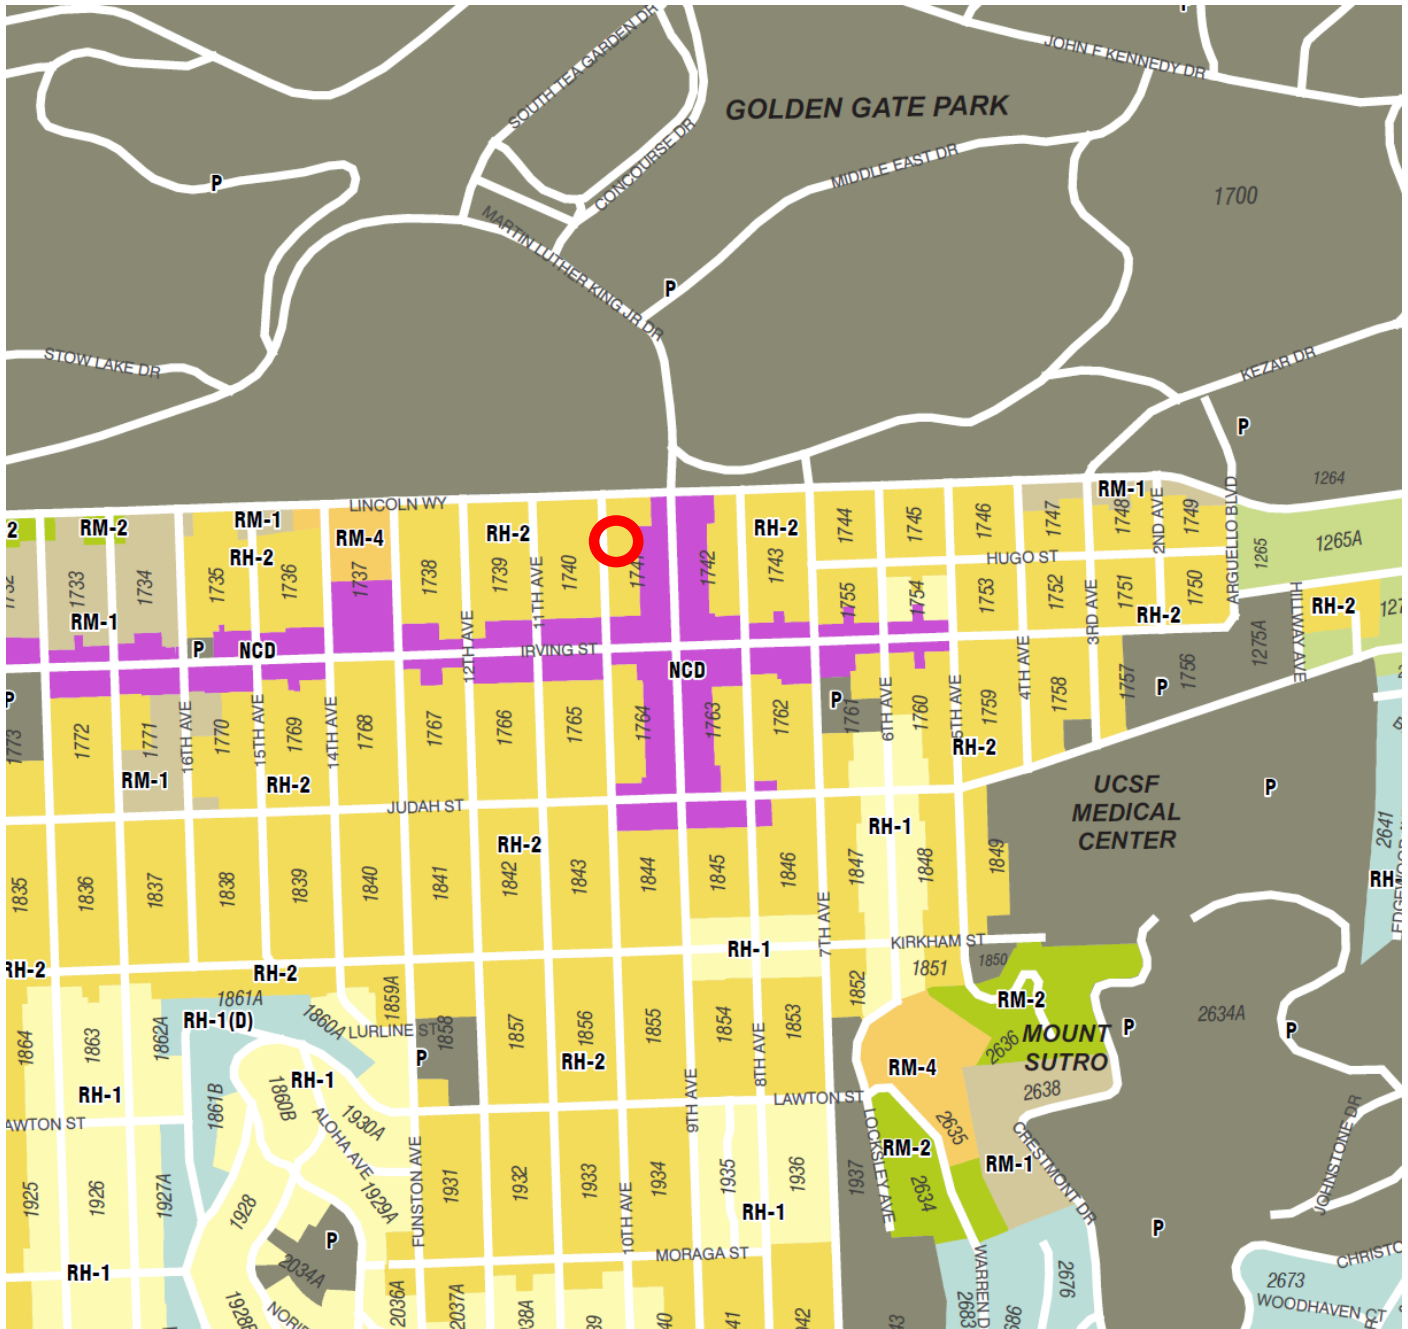 SOUTH TEA GARDEN DR
JOHN F KENNEDY DR
GOLDEN GATE PARK
CONCOURSE DR
MIDDLE EAST DR
P
1700
MARTIN LUTHER KING JR DR
P
STOW LAKE DR
KEZAR DR
P
1264
LINCOLN WY
2
RM-2
RM-1
RM-4
RH-2
RH-2
RM-1
1744
1745
1746
1747
1748
2ND AVE
1749
ARGUELLO BLVD
1265
1265A
RH-2
HUGO ST
1733
1734
1735
1736
1737
1738
1739
11TH AVE
1740
1741
1742
1743
1755
1754
1753
1752
1751
1750
RM-1
RH-2
HILLWAY AVE
RH-2
P
NCD
12TH AVE
IRVING ST
NCD
4TH AVE
3RD AVE
1757
1756
1275A
P
P
P
1773
1772
1771
16TH AVE
1770
15TH AVE
1769
14TH AVE
1768
1767
1766
1765
1764
1763
1762
1761
6TH AVE
1760
5TH AVE
1759
1758
RH-2
RM-1
RH-2
JUDAH ST
UCSF
MEDICAL
CENTER
P
RH-2
RH-1
2641
1835
1836
1837
1838
1839
1840
1841
1842
1843
1844
1845
1846
1847
1848
1849
7TH AVE
RH-1
KIRKHAM ST
RH-2
RH-2
1850
1851
1861A
1859A
1852
RM-2
RH-1(D)
1860A
LURLINE ST
1858
1864
1863
1862A
1857
1856
1855
1854
8TH AVE
1853
2636
MOUNT
SUTRO
P
2634A
P
P
RH-2
RM-4
RH-1
RH-1
1861B
1860B
ALOHA AVE
1930A
9TH AVE
LAWTON ST
2638
2635
LOCKSLEY AVE
RM-2
RM-1
CRESTMONT DR
JOHNSTONE DR
1925
1926
1927A
1928
1929A
FUNSTON AVE
1931
1932
1933
10TH AVE
1934
1935
1936
1937
2634
RH-1
P
P
MORAGA ST
RH-1
2034A
2036A
2037A
2676
2673
WOODHAVEN CT